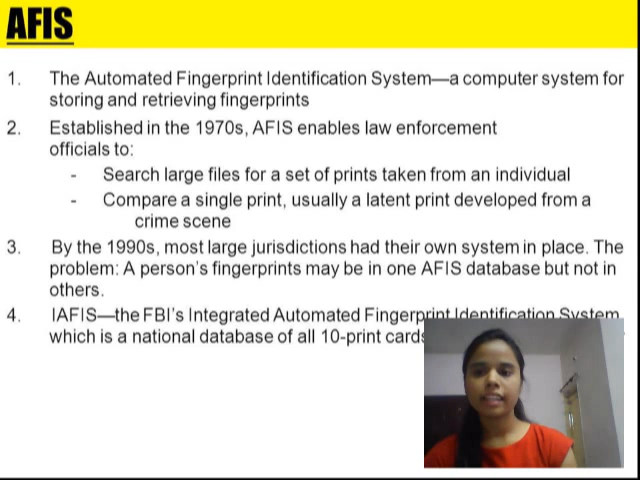 AFIS
1. The Automated Fingerprint Identification System—a computer system for
storing and retrieving fingerprints
2. Established in the 1970s, AFIS enables law enforcement
officials to:
- Search large files for a set of prints taken from an individual
- Compare a single print, usually a latent print developed from a
crime scene
3. By the 1990s, most large jurisdictions had their own system in place. The
problem: A person's fingerprints may be in one AFIS database but not in
others.
4. IAFIS—the FBI's Integrated Automated Fingerprint Identification System
which is a national database of all 10-print cards